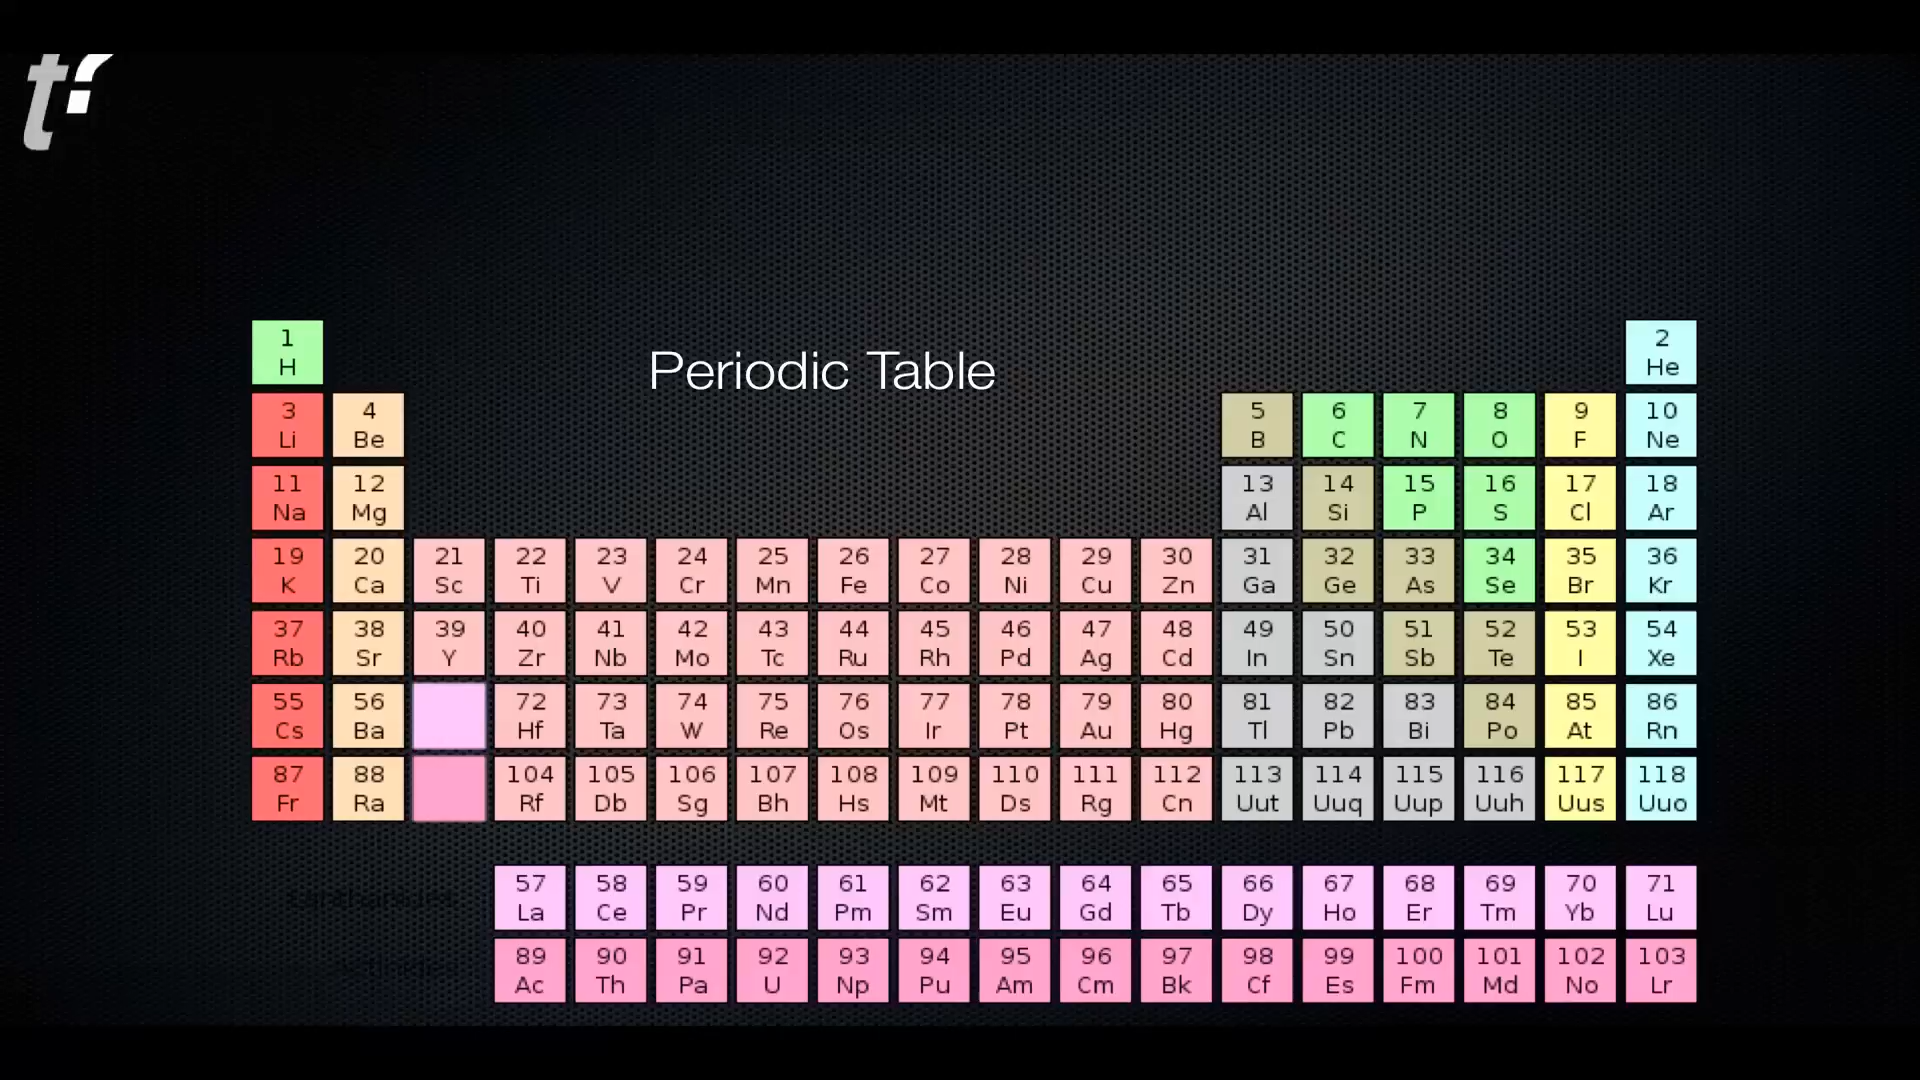 Periodic Table
1 2
H He
3 4 5 6 7 8 9 10
Li Be B C N O F Ne
11 12 13 14 15 16 17 18
Na Mg Al Si P S Cl Ar
19 20 21 22 23 24 25 26 27 28 29 30 31 32 33 34 35 36
K Ca Sc Ti V Cr Mn Fe Co Ni Cu Zn Ga Ge As Se Br Kr
37 38 39 40 41 42 43 44 45 46 47 48 49 50 51 52 53 54
Rb Sr Y Zr Nb Mo Tc Ru Rh Pd Ag Cd In Sn Sb Te I Xe
55 56 72 73 74 75 76 77 78 79 80 81 82 83 84 85 86
Cs Ba Hf Ta W Re Os Ir Pt Au Hg Tl Pb Bi Po At Rn
87 88 104 105 106 107 108 109 110 111 112 113 114 115 116 117 118
Fr Ra Rf Db Sg Bh Hs Mt Ds Rg Cn Uut Uuq Uup Uuh Uus Uuo
57 58 59 60 61 62 63 64 65 66 67 68 69 70 71
La Ce Pr Nd Pm Sm Eu Gd Tb Dy Ho Er Tm Yb Lu
89 90 91 92 93 94 95 96 97 98 99 100 101 102 103
Ac Th Pa U Np Pu Am Cm Bk Cf Es Fm Md No Lr